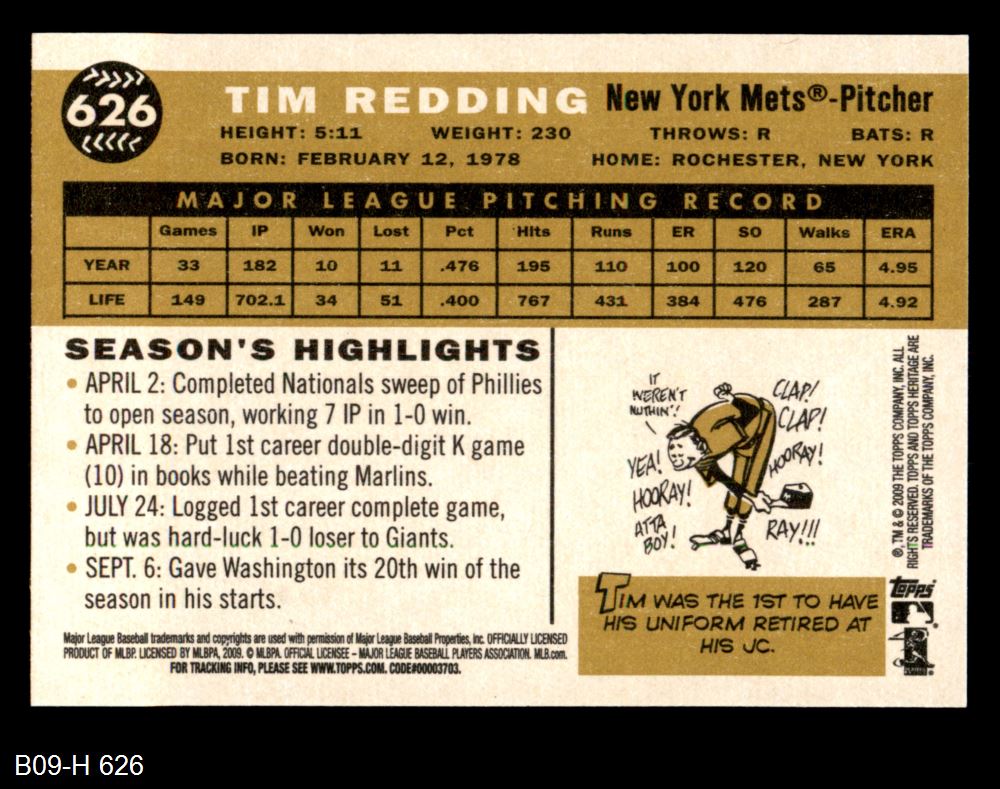 626
TIM REDDING New York Mets®-Pitcher
HEIGHT: 5:11 WEIGHT: 230 THROWS: R BATS: R
BORN: FEBRUARY 12, 1978 HOME: ROCHESTER, NEW YORK
MAJOR LEAGUE PITCHING RECORD
Games IP Won Lost Pct Hits Runs ER SO Walks ERA
YEAR 33 182 10 11 .476 195 110 100 120 65 4.95
LIFE 149 702.1 34 51 .400 767 431 384 476 287 4.92
SEASON'S HIGHLIGHTS
• APRIL 2: Completed Nationals sweep of Phillies
to open season, working 7 IP in 1-0 win.
• APRIL 18: Put 1st career double-digit K game
(10) in books while beating Marlins.
• JULY 24: Logged 1st career complete game,
but was hard-luck 1-0 loser to Giants.
• SEPT. 6: Gave Washington its 20th win of the
season in his starts.
Major League Baseball trademarks and copyrights are used with permission of Major League Baseball Properties, Inc. OFFICIALLY LICENSED
PRODUCT OF MLBP. LICENSED BY MLBPA, 2009. © MLBPA. OFFICIAL LICENSEE – MAJOR LEAGUE BASEBALL PLAYERS ASSOCIATION. MLB.com.
FOR TRACKING INFO, PLEASE SEE WWW.TOPPS.COM. CODE#00003703.
IT
WEREN'T
NUTHIN'!
CLAP!
CLAP!
YEA!
HOORAY!
HOORAY!
ATTA
BOY!
RAY!!!
TIM WAS THE 1ST TO HAVE
HIS UNIFORM RETIRED AT
HIS JC.
®, TM & © 2009 THE TOPPS COMPANY, INC. ALL
RIGHTS RESERVED. TOPPS AND TOPPS HERITAGE ARE
TRADEMARKS OF THE TOPPS COMPANY, INC.
Topps
B09-H 626